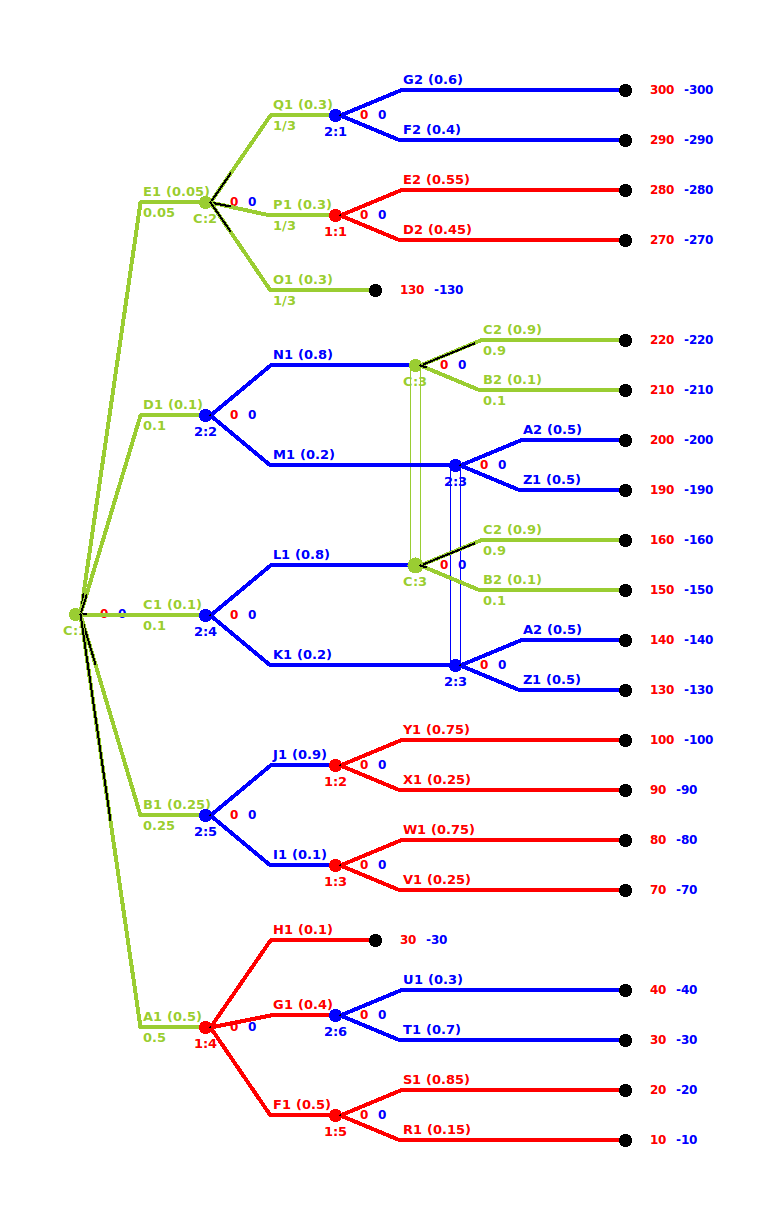 G2 (0.6)
300 -300
Q1 (0.3)
1/3
0 0
2:1
F2 (0.4)
290 -290
E2 (0.55)
280 -280
E1 (0.05)
0.05
C:2
0 0
P1 (0.3)
1/3
0 0
1:1
D2 (0.45)
270 -270
O1 (0.3)
1/3
130 -130
C2 (0.9)
0.9
220 -220
N1 (0.8)
0 0
C:3
B2 (0.1)
0.1
210 -210
D1 (0.1)
0.1
0 0
2:2
A2 (0.5)
200 -200
M1 (0.2)
0 0
2:3
Z1 (0.5)
190 -190
C2 (0.9)
0.9
160 -160
L1 (0.8)
0 0
C:3
B2 (0.1)
0.1
150 -150
0 0
C1 (0.1)
0.1
0 0
2:4
A2 (0.5)
140 -140
K1 (0.2)
0 0
2:3
Z1 (0.5)
130 -130
Y1 (0.75)
100 -100
J1 (0.9)
0 0
1:2
X1 (0.25)
90 -90
B1 (0.25)
0.25
0 0
2:5
W1 (0.75)
80 -80
I1 (0.1)
0 0
1:3
V1 (0.25)
70 -70
H1 (0.1)
30 -30
U1 (0.3)
40 -40
A1 (0.5)
0.5
0 0
1:4
G1 (0.4)
0 0
2:6
T1 (0.7)
30 -30
S1 (0.85)
20 -20
F1 (0.5)
0 0
1:5
R1 (0.15)
10 -10